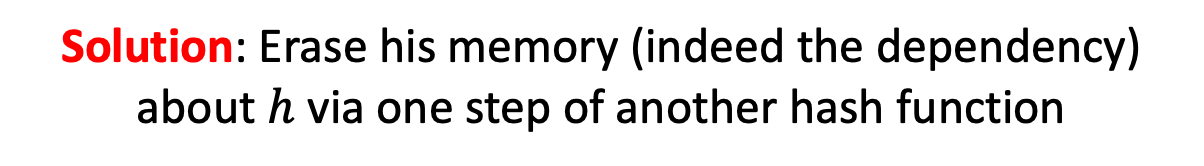 Solution: Erase his memory (indeed the dependency)
about h via one step of another hash function